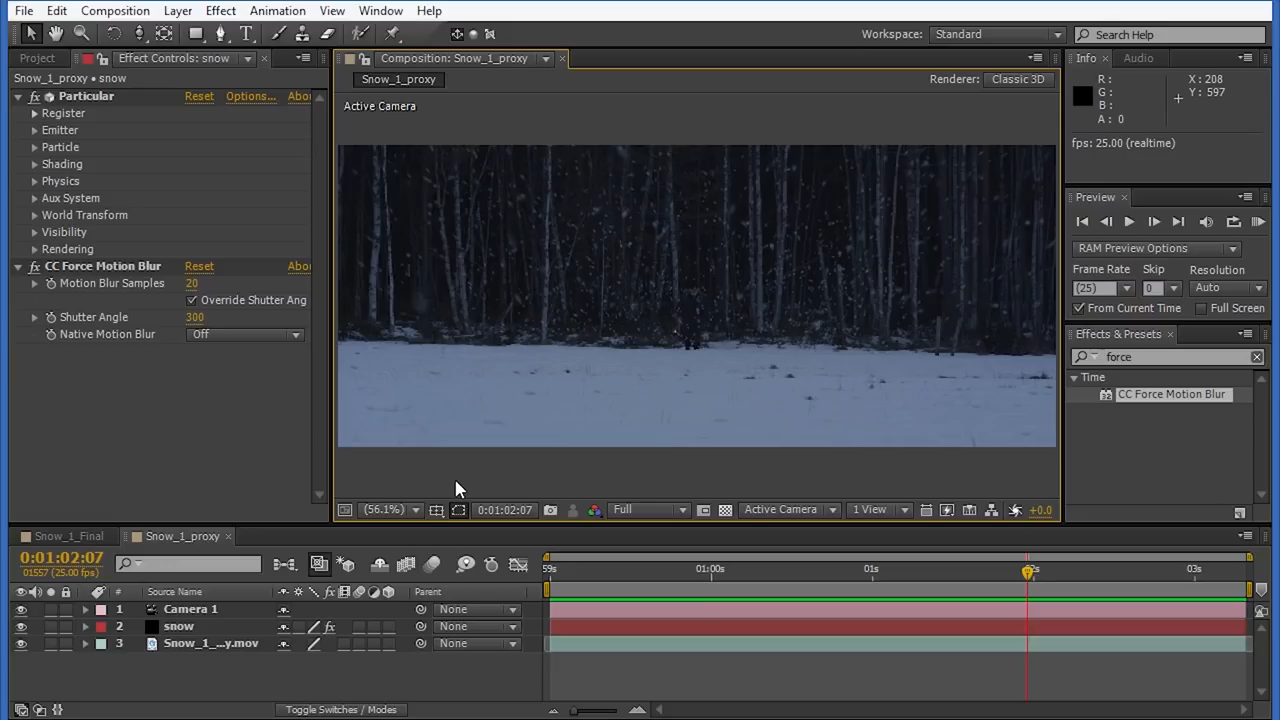 File Edit Composition Layer Effect Animation View Window Help
Workspace: Standard Search Help
Project Effect Controls: snow
Snow_1_proxy • snow
fx Particular Reset Options... Abo
Register
Emitter
Particle
Shading
Physics
Aux System
World Transform
Visibility
Rendering
fx CC Force Motion Blur Reset Abo
Motion Blur Samples 20
Override Shutter Ang
Shutter Angle 300
Native Motion Blur Off
Composition: Snow_1_proxy
Snow_1_proxy Renderer: Classic 3D
Active Camera
(56.1%) 0:01:02:07 Full Active Camera 1 View +0.0
Info Audio
R: X: 208
G: Y: 597
B:
A: 0
fps: 25.00 (realtime)
Preview
RAM Preview Options
Frame Rate Skip Resolution
(25) 0 Auto
From Current Time Full Screen
Effects & Presets
force
Time
32 CC Force Motion Blur
Snow_1_Final Snow_1_proxy
0:01:02:07
01557 (25.00 fps)
59s 01:00s 01s 2s 03s
# Source Name fx Parent
1 Camera 1 None
2 snow fx None
3 Snow_1_...y.mov None
Toggle Switches / Modes